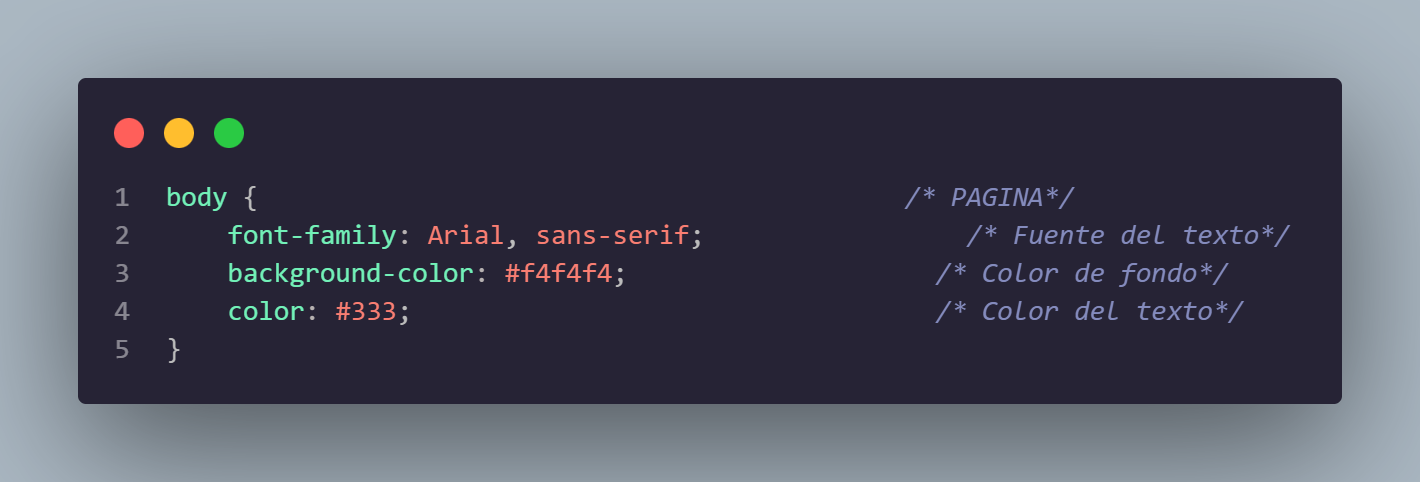 1 body { /* PAGINA*/
2 font-family: Arial, sans-serif; /* Fuente del texto*/
3 background-color: #f4f4f4; /* Color de fondo*/
4 color: #333; /* Color del texto*/
5 }